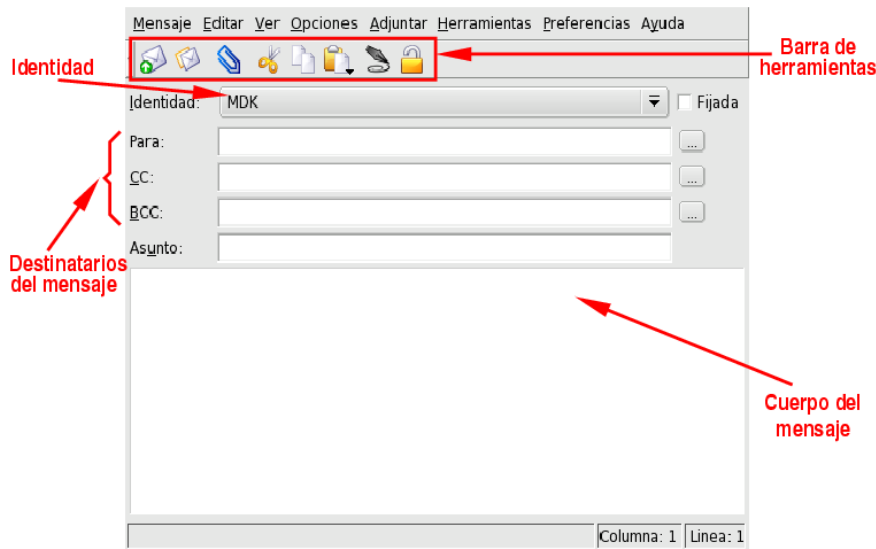 Mensaje Editar Ver Opciones Adjuntar Herramientas Preferencias Ayuda
Barra de
herramientas
Identidad
Identidad: MDK Fijada
Para: ...
CC: ...
BCC: ...
Asunto:
Destinatarios
del mensaje
Cuerpo del
mensaje
Columna: 1 Linea: 1